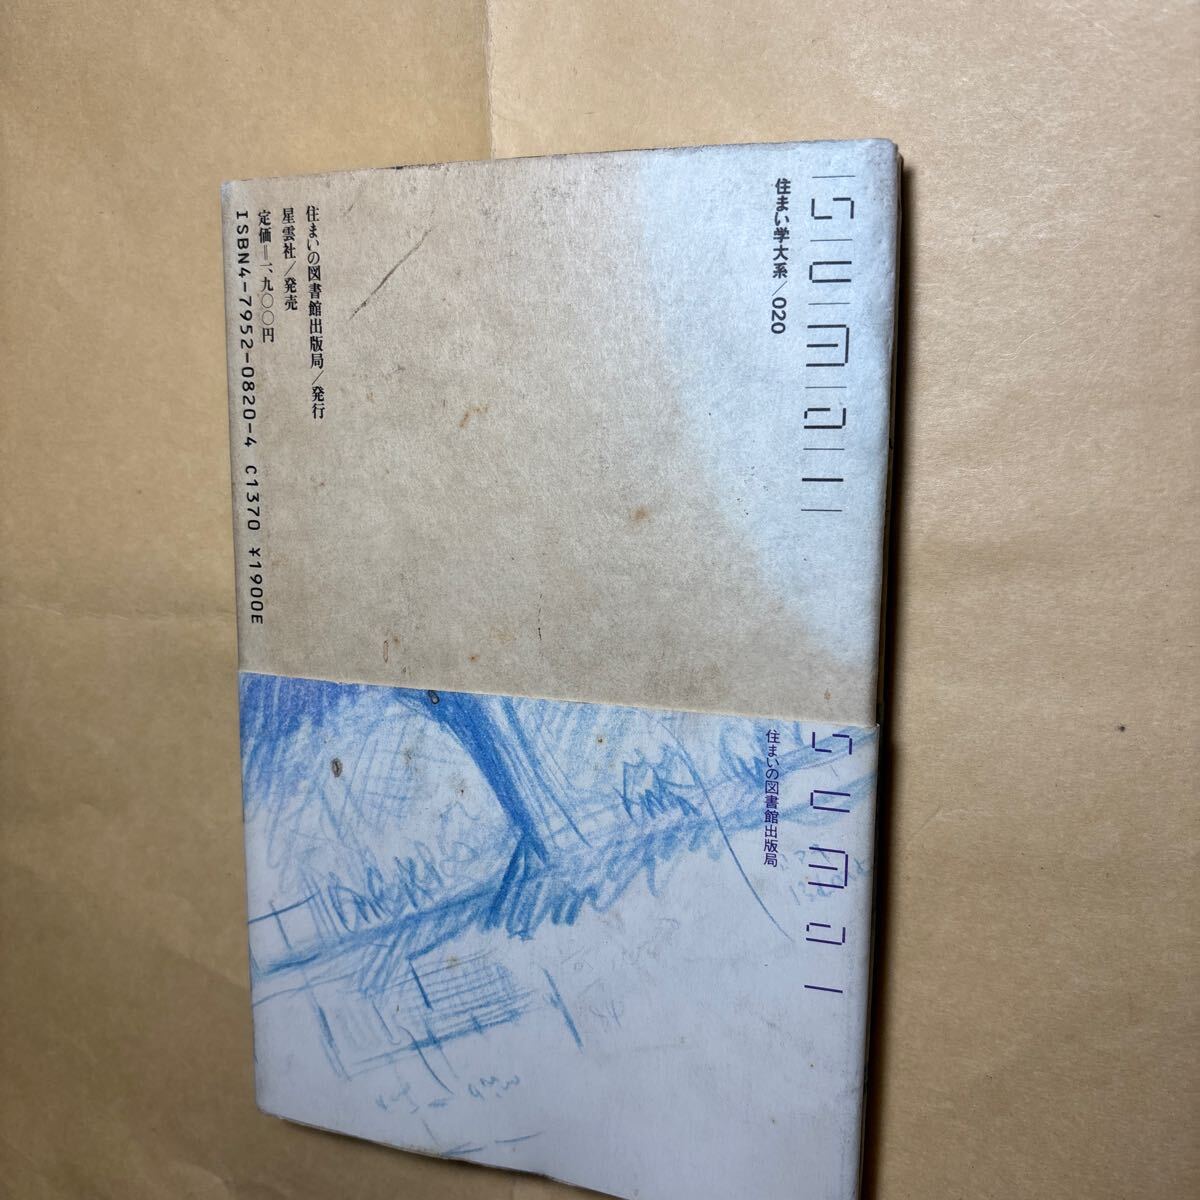 sumai
住まい学大系/020
住まいの図書館出版局/発行
星雲社/発売
定価=一、九〇〇円
ISBN4-7952-0820-4 C1370 ¥1900E
sumai
住まいの図書館出版局